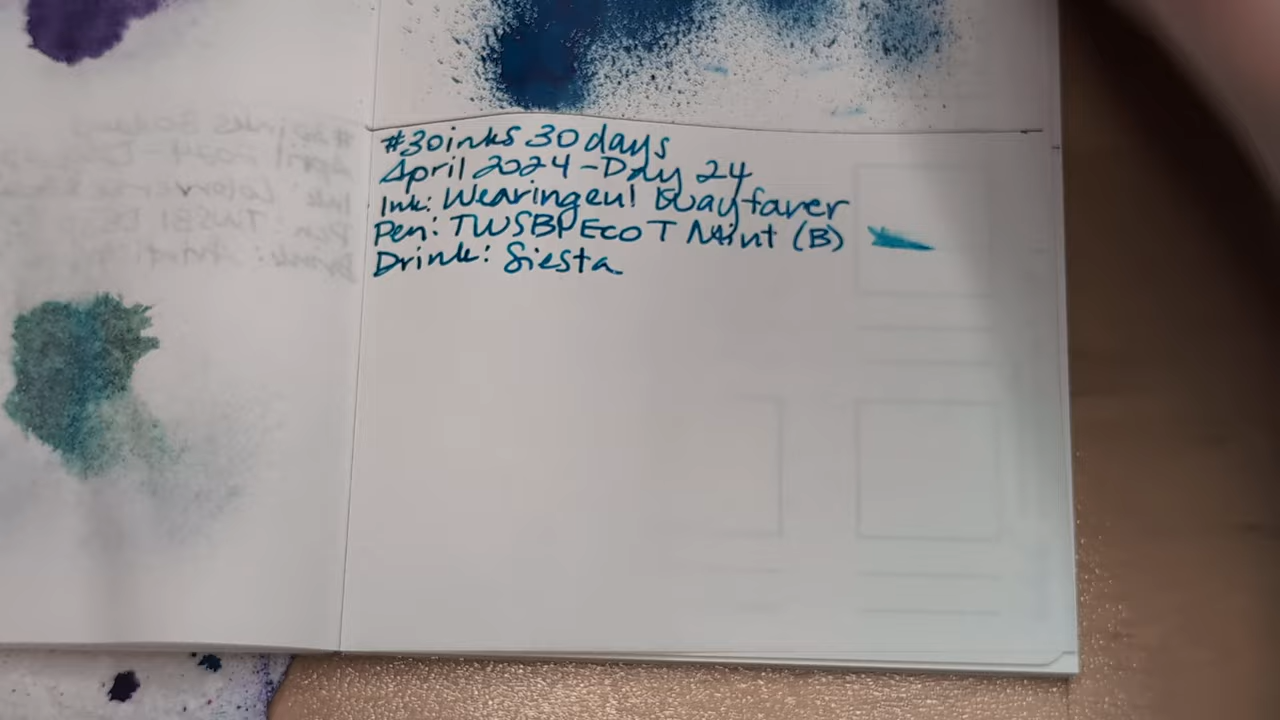 #30inks30days
April 2024 - Day 24
Ink: Wearingeul Wayfarer
Pen: TWSBI Eco T Mint (B)
Drink: Siesta